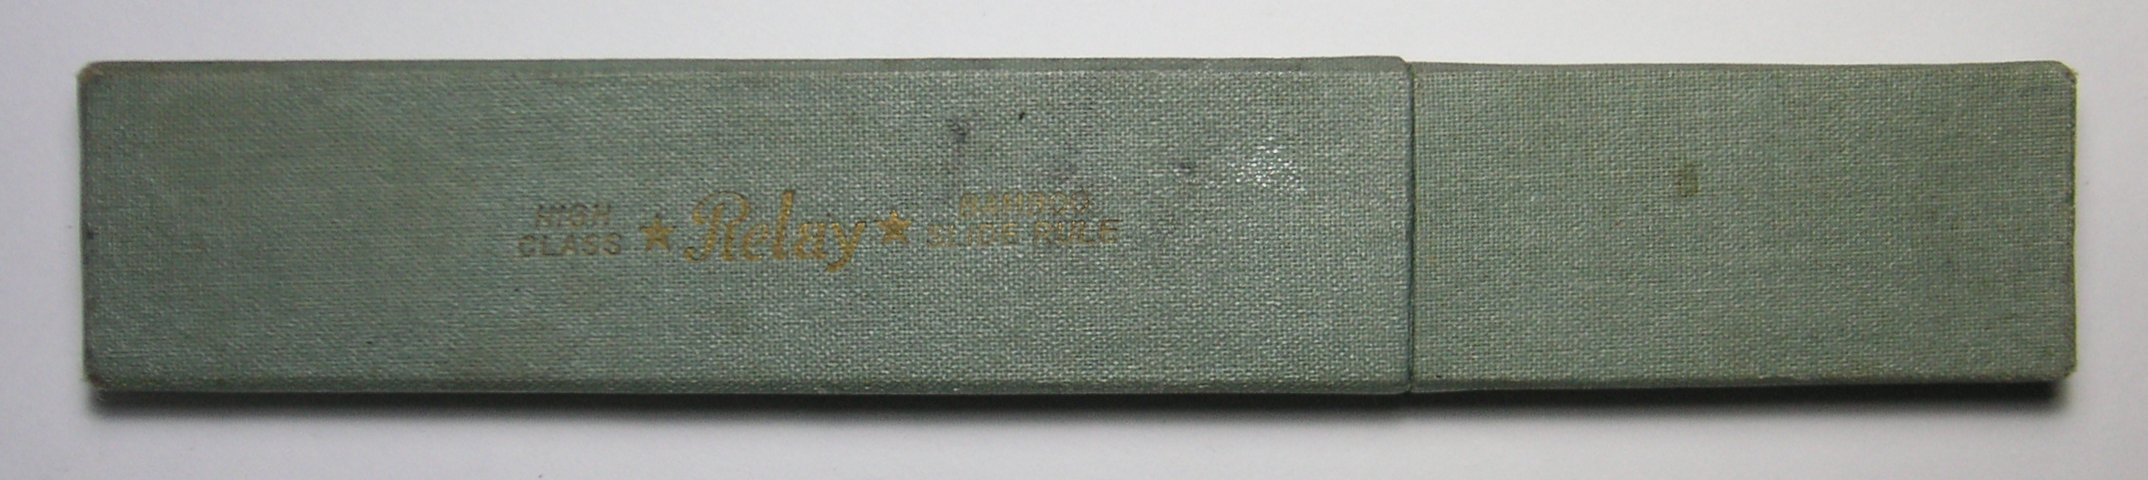 HIGH
CLASS ★ Relay ★ BAMBOO
SLIDE RULE